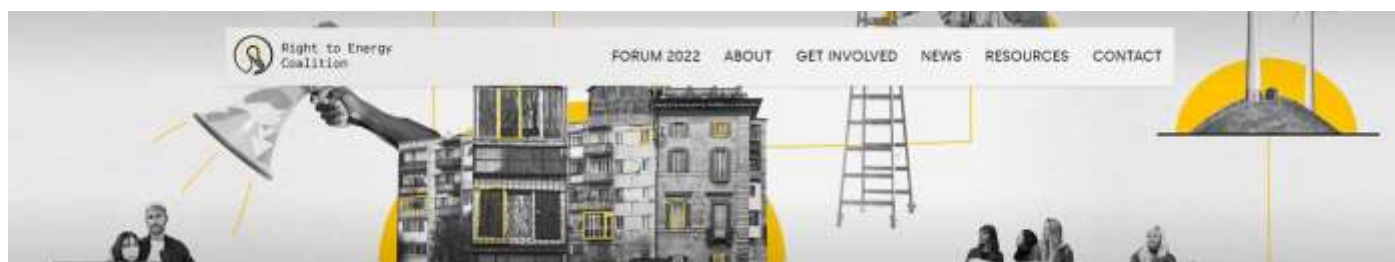 Right to Energy
Coalition
FORUM 2022 ABOUT GET INVOLVED NEWS RESOURCES CONTACT